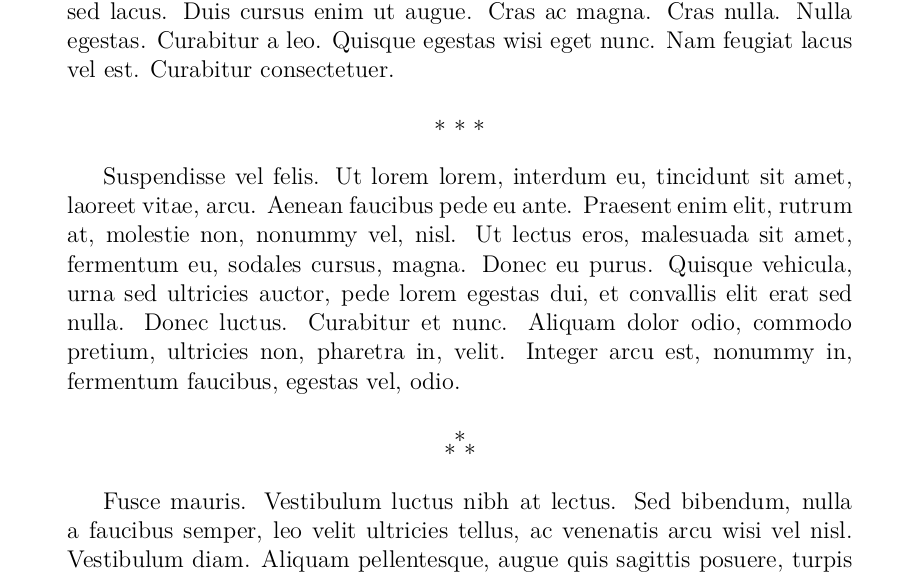 sed lacus. Duis cursus enim ut augue. Cras ac magna. Cras nulla. Nulla
egestas. Curabitur a leo. Quisque egestas wisi eget nunc. Nam feugiat lacus
vel est. Curabitur consectetuer.
* * *
Suspendisse vel felis. Ut lorem lorem, interdum eu, tincidunt sit amet,
laoreet vitae, arcu. Aenean faucibus pede eu ante. Praesent enim elit, rutrum
at, molestie non, nonummy vel, nisl. Ut lectus eros, malesuada sit amet,
fermentum eu, sodales cursus, magna. Donec eu purus. Quisque vehicula,
urna sed ultricies auctor, pede lorem egestas dui, et convallis elit erat sed
nulla. Donec luctus. Curabitur et nunc. Aliquam dolor odio, commodo
pretium, ultricies non, pharetra in, velit. Integer arcu est, nonummy in,
fermentum faucibus, egestas vel, odio.
*
* *
Fusce mauris. Vestibulum luctus nibh at lectus. Sed bibendum, nulla
a faucibus semper, leo velit ultricies tellus, ac venenatis arcu wisi vel nisl.
Vestibulum diam. Aliquam pellentesque, augue quis sagittis posuere, turpis